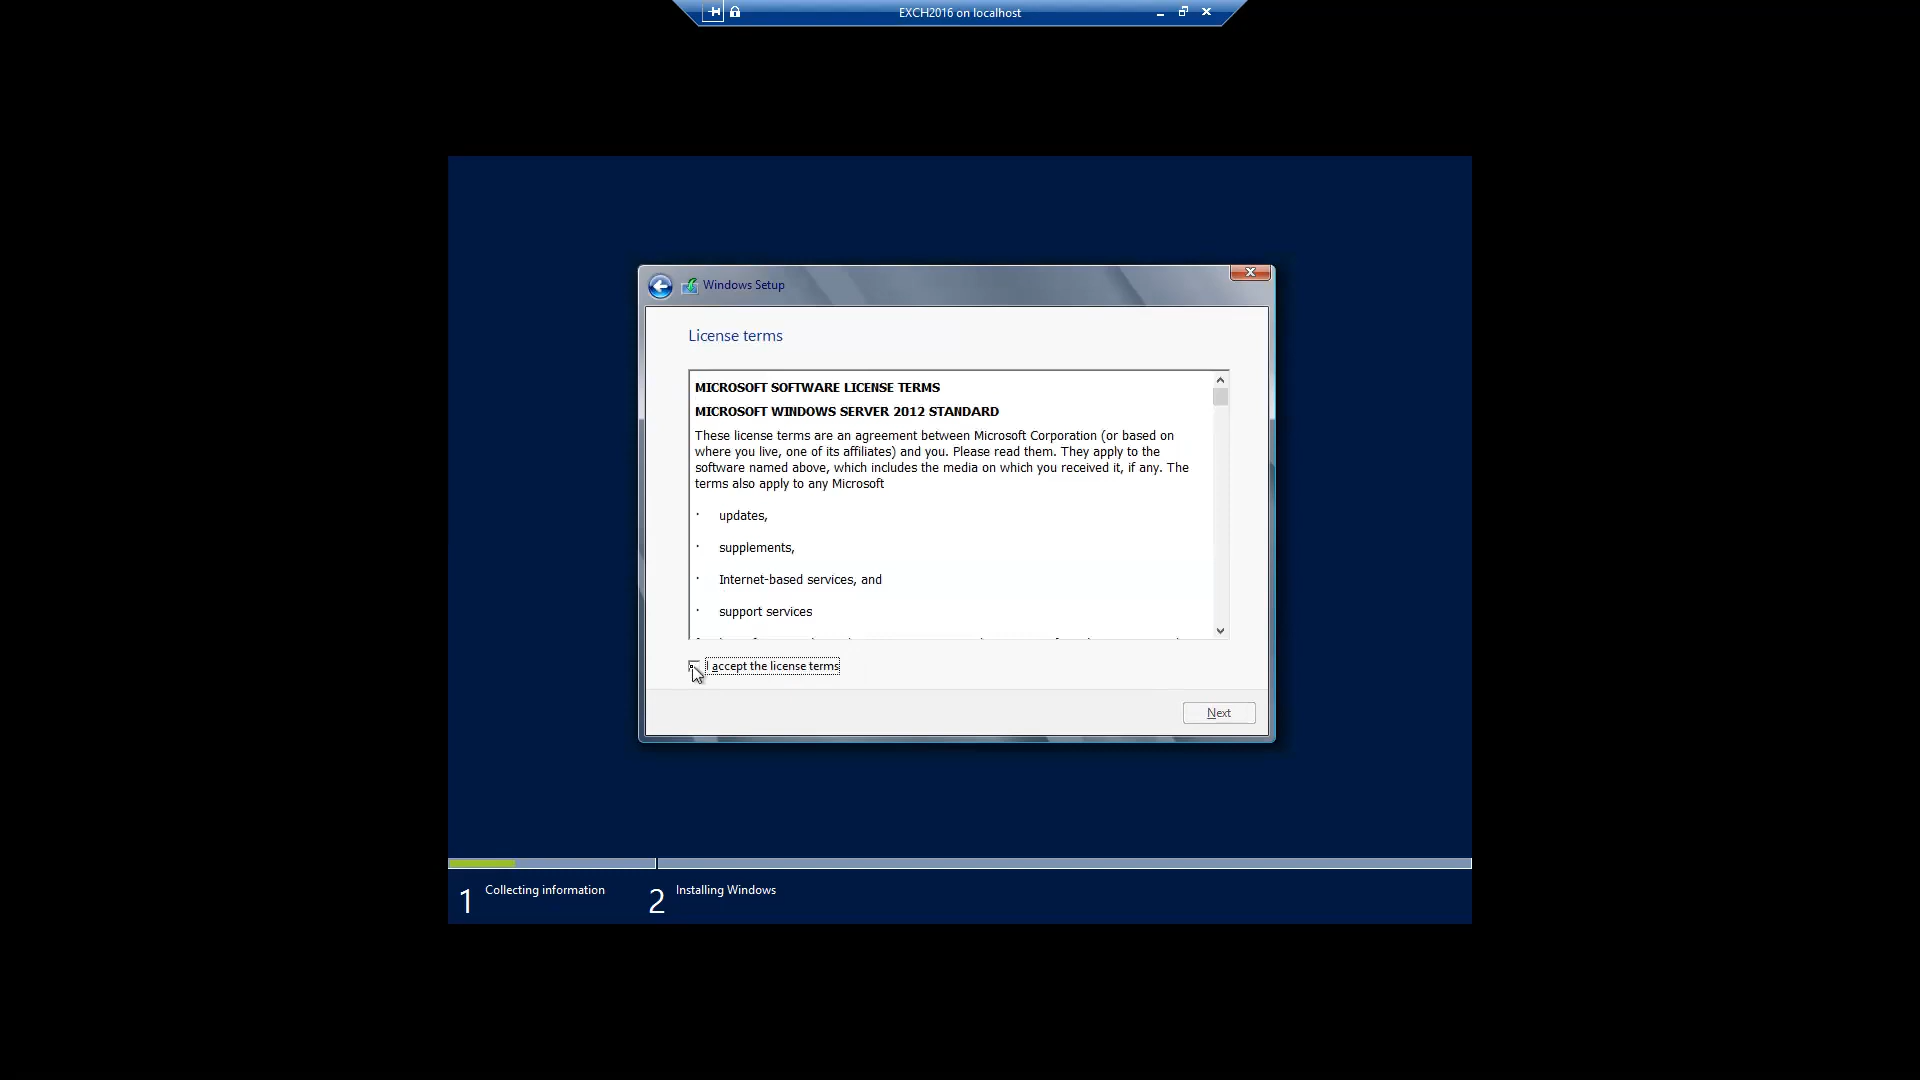 EXCH2016 on localhost
Windows Setup
License terms
MICROSOFT SOFTWARE LICENSE TERMS
MICROSOFT WINDOWS SERVER 2012 STANDARD
These license terms are an agreement between Microsoft Corporation (or based on
where you live, one of its affiliates) and you. Please read them. They apply to the
software named above, which includes the media on which you received it, if any. The
terms also apply to any Microsoft
· updates,
· supplements,
· Internet-based services, and
· support services
I accept the license terms
Next
1 Collecting information
2 Installing Windows